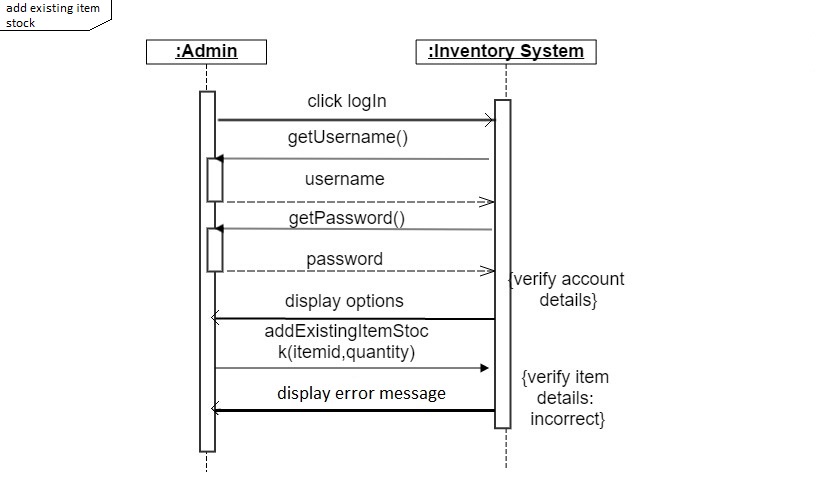 add existing item
stock
:Admin
:Inventory System
click logIn
getUsername()
username
getPassword()
password
{verify account
details}
display options
addExistingItemStoc
k(itemid,quantity)
{verify item
details:
incorrect}
display error message